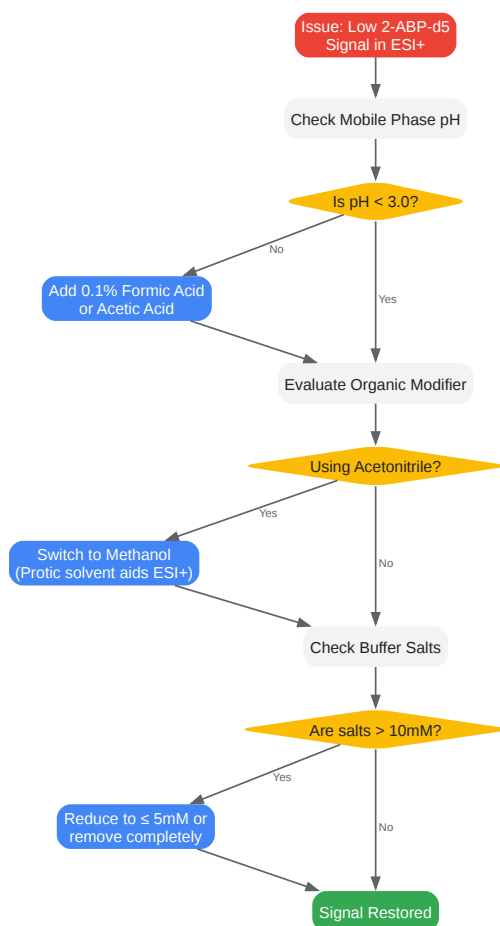 Issue: Low 2-ABP-d5
Signal in ESI+
Check Mobile Phase pH
Is pH < 3.0?
No
Yes
Add 0.1% Formic Acid
or Acetic Acid
Evaluate Organic Modifier
Using Acetonitrile?
Yes
No
Switch to Methanol
(Protic solvent aids ESI+)
Check Buffer Salts
Are salts > 10mM?
Yes
No
Reduce to ≤ 5mM or
remove completely
Signal Restored